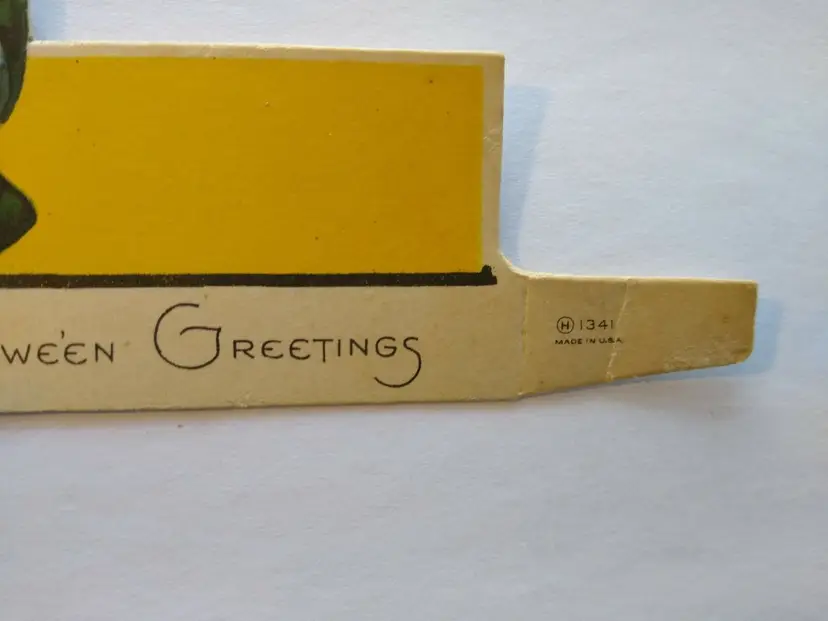 WE'EN GREETINGS
Ⓗ 1341
MADE IN U.S.A.